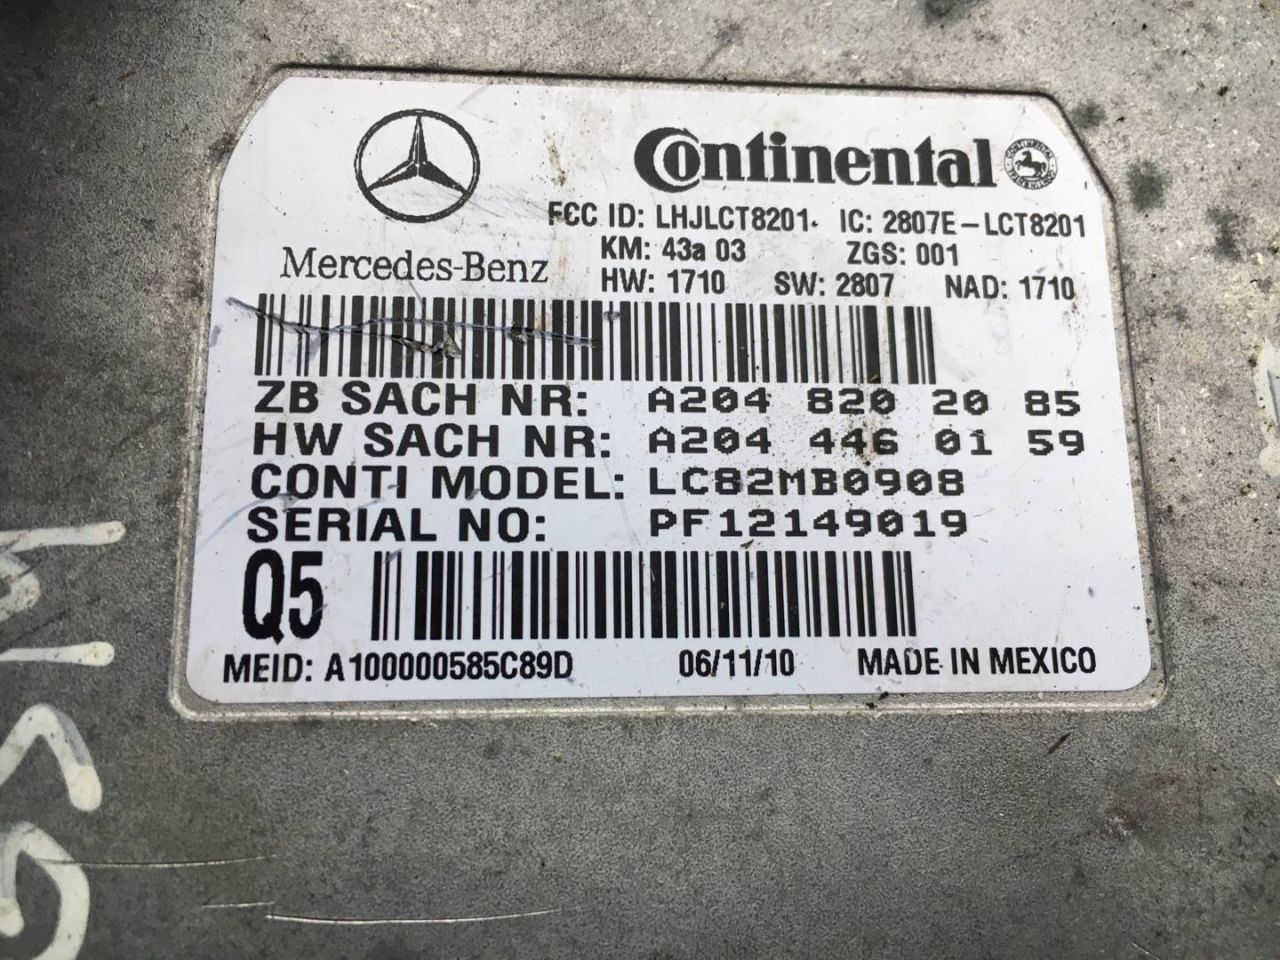 Continental
FCC ID: LHJLCT8201 IC: 2807E-LCT8201
Mercedes-Benz
KM: 43a 03 ZGS: 001
HW: 1710 SW: 2807 NAD: 1710
ZB SACH NR: A204 820 20 85
HW SACH NR: A204 446 01 59
CONTI MODEL: LC82MB0908
SERIAL NO: PF12149019
Q5
MEID: A100000585C89D 06/11/10 MADE IN MEXICO